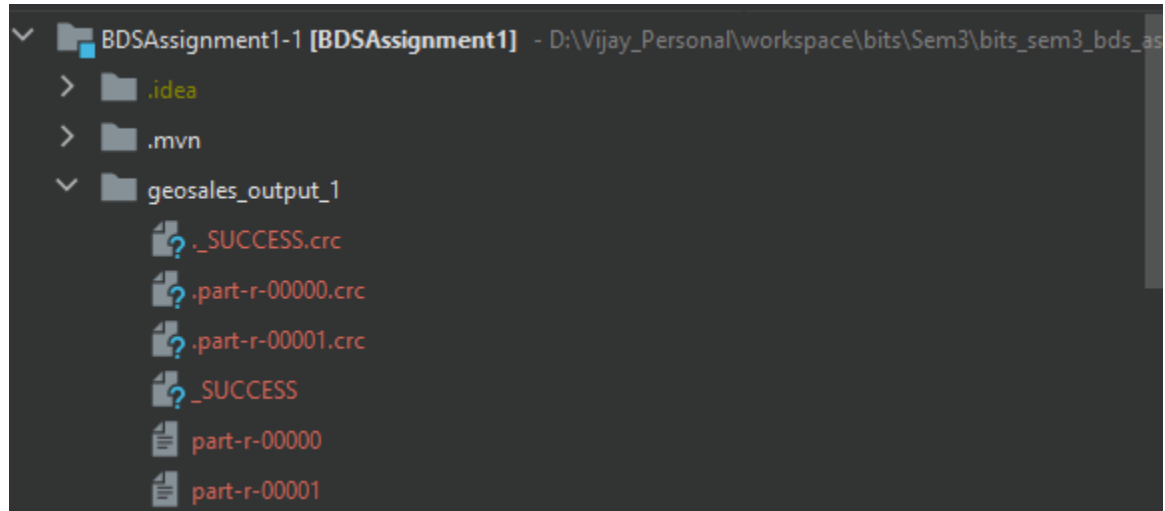 BDSAssignment1-1 [BDSAssignment1] - D:\Vijay_Personal\workspace\bits\Sem3\bits_sem3_bds_as
.idea
.mvn
geosales_output_1
._SUCCESS.crc
.part-r-00000.crc
.part-r-00001.crc
_SUCCESS
part-r-00000
part-r-00001